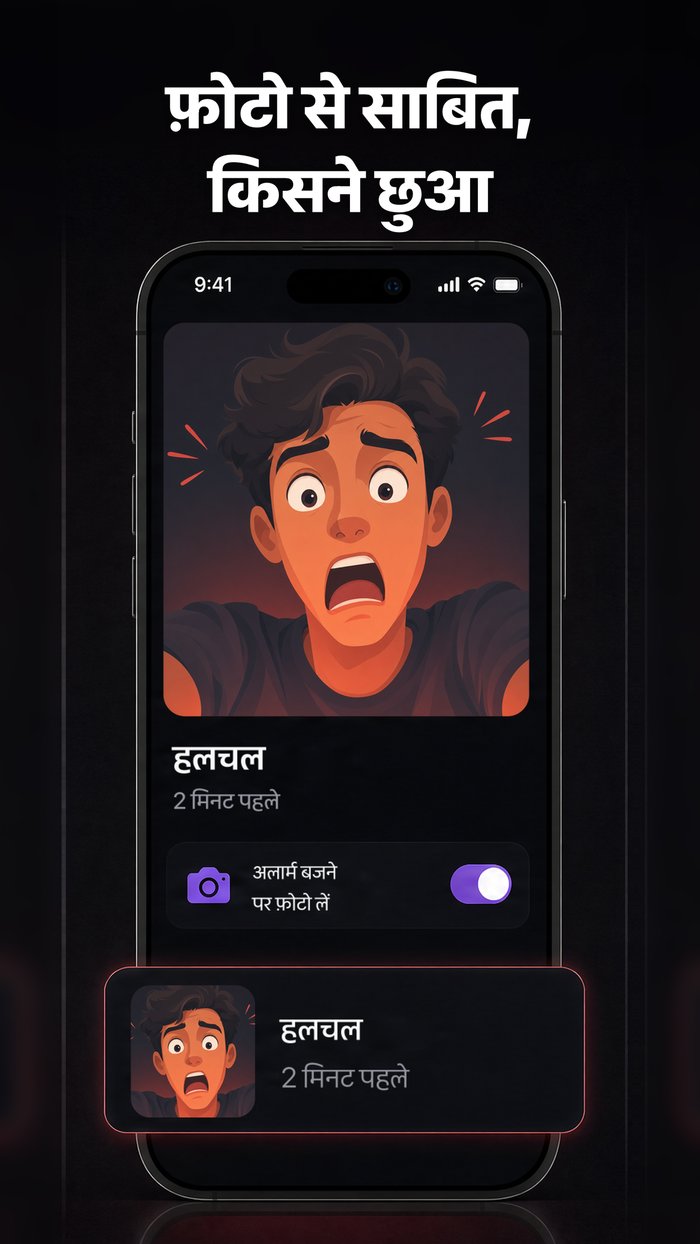 फ़ोटो से साबित,
किसने छुआ
9:41
हलचल
2 मिनट पहले
अलार्म बजने
पर फ़ोटो लें
हलचल
2 मिनट पहले